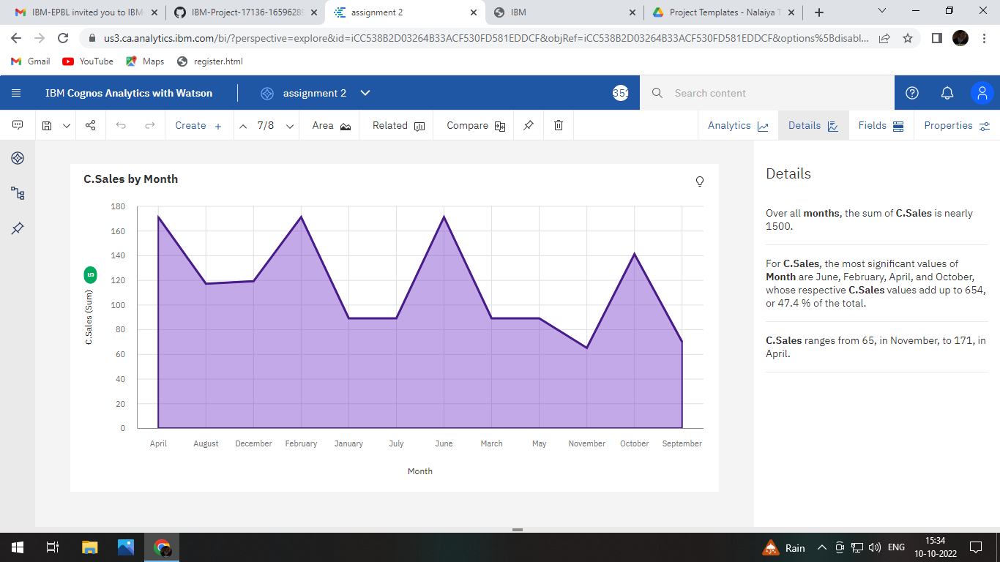 IBM-EPBL invited you to IBM
IBM-Project-17136-16596289
assignment 2
IBM
Project Templates - Nalaiya T
us3.ca.analytics.ibm.com/bi/?perspective=explore&id=iCC538B2D03264B33ACF530FD581EDDCF&objRef=iCC538B2D03264B33ACF530FD581EDDCF&options%5Bdisabl...
Gmail
YouTube
Maps
register.html
IBM Cognos Analytics with Watson
assignment 2
351
Search content
Create +
7/8
Area
Related
Compare
Analytics
Details
Fields
Properties
C.Sales by Month
180
160
140
120
100
80
60
40
20
0
5
C.Sales (Sum)
April
August
December
February
January
July
June
March
May
November
October
September
Month
Details
Over all months, the sum of C.Sales is nearly
1500.
For C.Sales, the most significant values of
Month are June, February, April, and October,
whose respective C.Sales values add up to 654,
or 47.4 % of the total.
C.Sales ranges from 65, in November, to 171, in
April.
Rain
ENG
15:34
10-10-2022